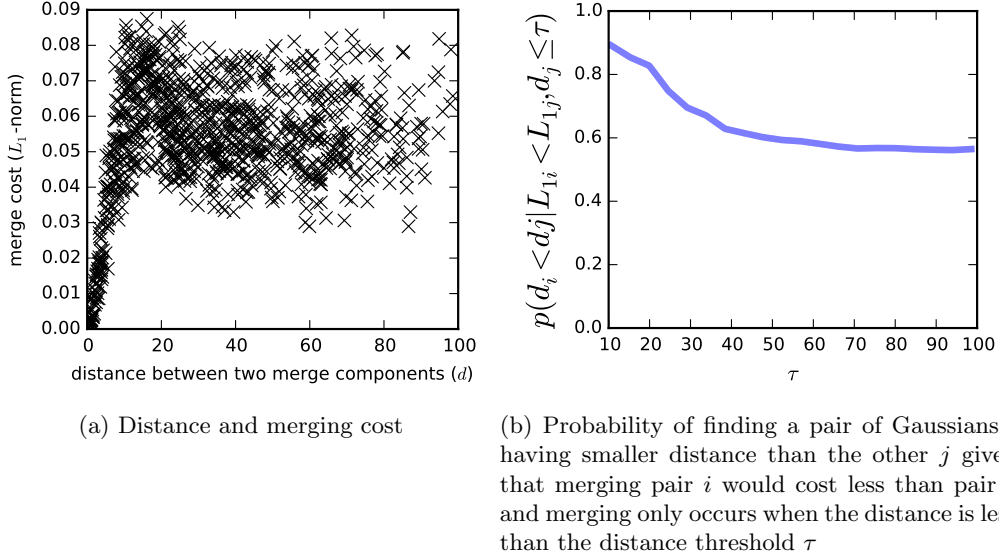 0.09
0.08
0.07
0.06
0.05
0.04
0.03
0.02
0.01
0.00
merge cost (L₁-norm)
0 20 40 60 80 100
distance between two merge components (d)
(a) Distance and merging cost
1.0
0.8
0.6
0.4
0.2
0.0
p(dᵢ<dj|L₁ᵢ<L₁ⱼ,dⱼ≤τ)
10 20 30 40 50 60 70 80 90 100
τ
(b) Probability of finding a pair of Gaussians
having smaller distance than the other j give
that merging pair i would cost less than pair
and merging only occurs when the distance is le
than the distance threshold τ